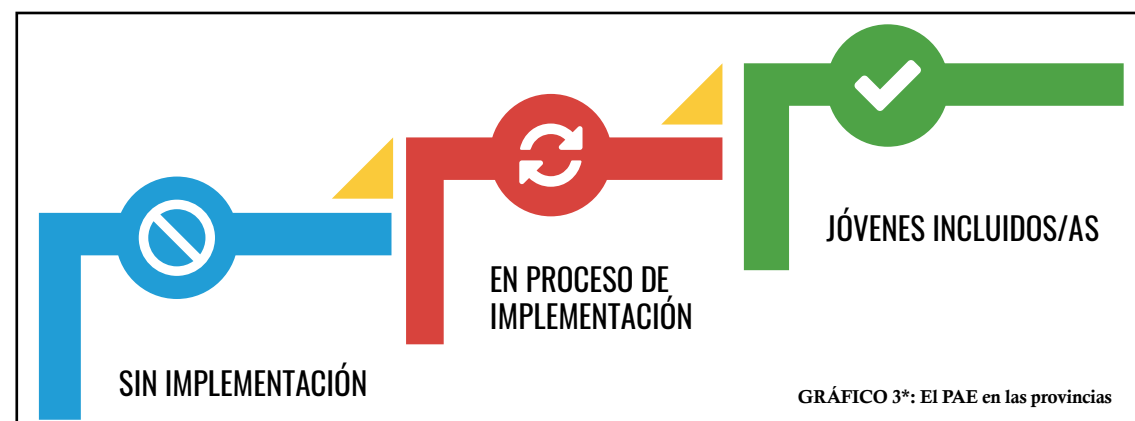 SIN IMPLEMENTACIÓN
EN PROCESO DE
IMPLEMENTACIÓN
JÓVENES INCLUIDOS/AS
GRÁFICO 3*: El PAE en las provincias